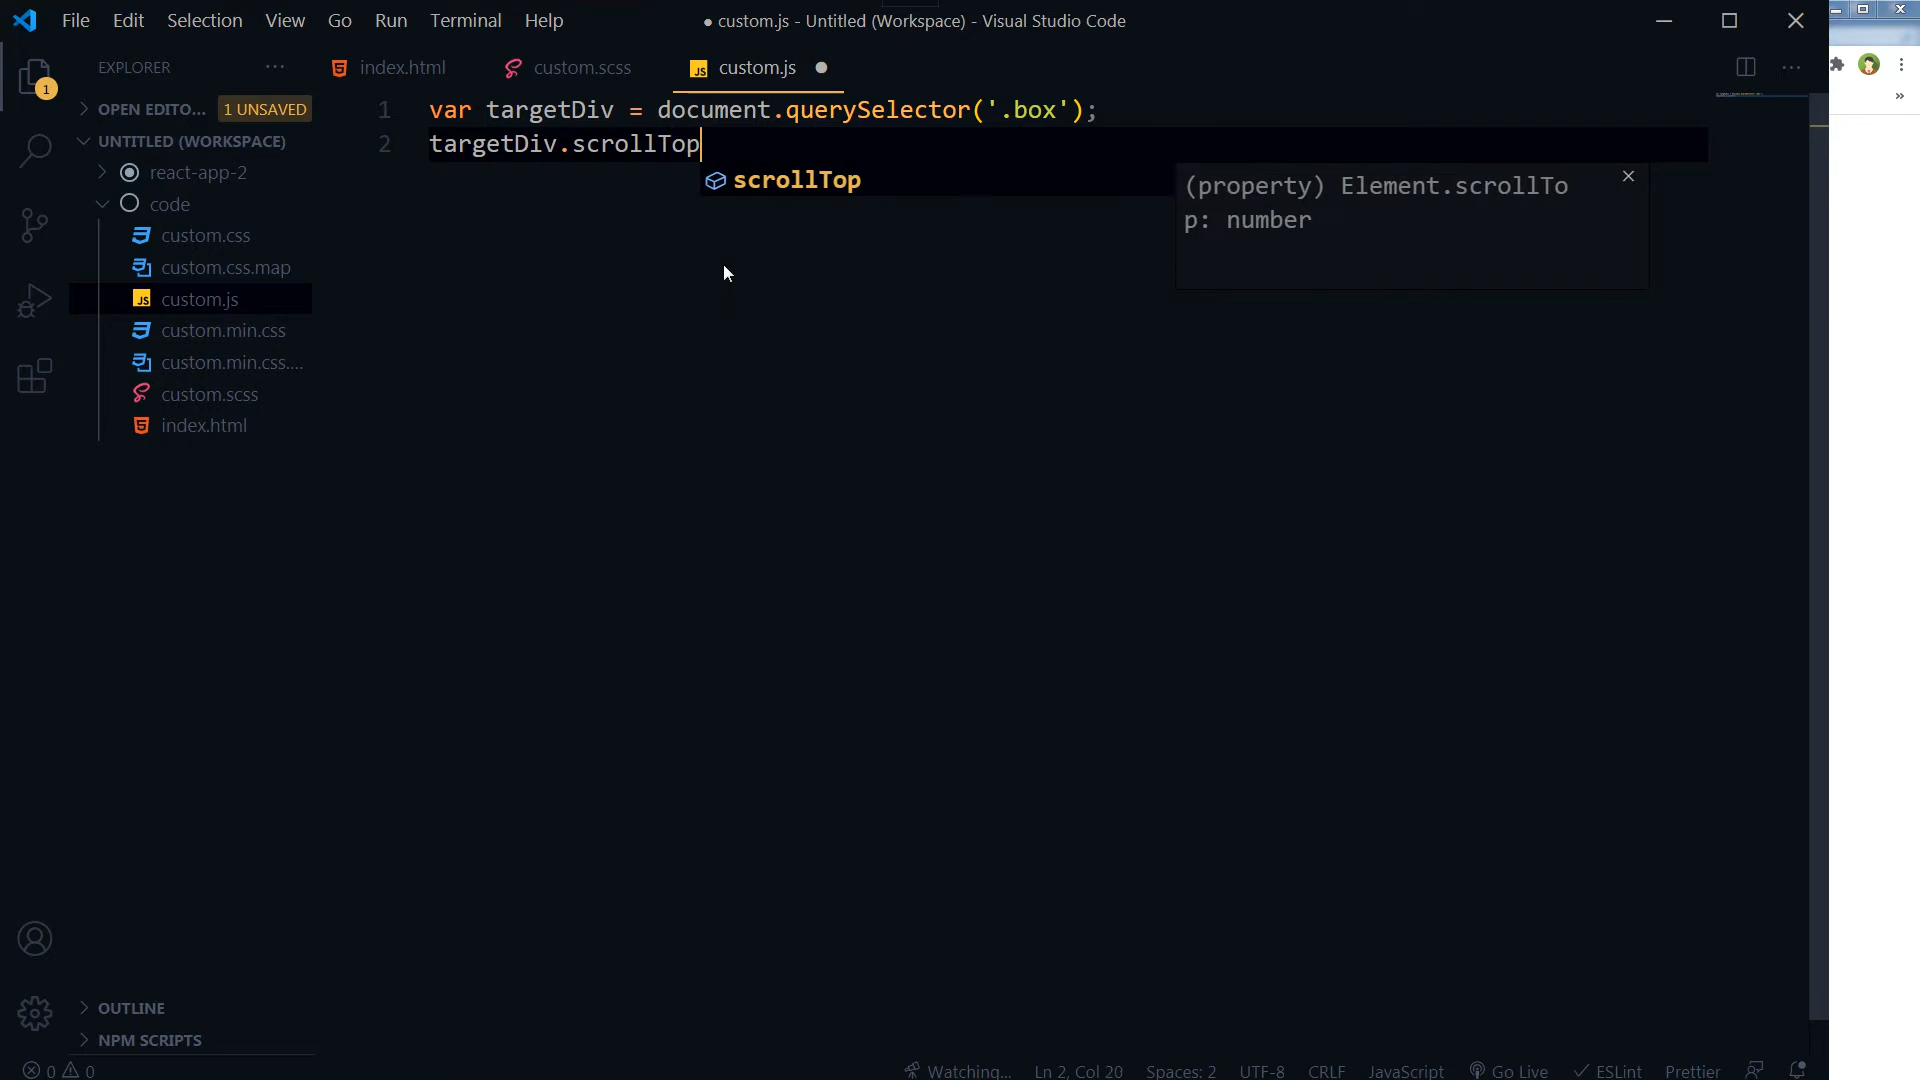 File Edit Selection View Go Run Terminal Help
● custom.js - Untitled (Workspace) - Visual Studio Code
EXPLORER
index.html
custom.scss
custom.js
1
OPEN EDITO...
1 UNSAVED
UNTITLED (WORKSPACE)
react-app-2
code
custom.css
custom.css.map
custom.js
custom.min.css
custom.min.css....
custom.scss
index.html
OUTLINE
NPM SCRIPTS
1 var targetDiv = document.querySelector('.box');
2 targetDiv.scrollTop
scrollTop
(property) Element.scrollTo
p: number
0 0
Watching...
Ln 2, Col 20
Spaces: 2
UTF-8
CRLF
JavaScript
Go Live
ESLint
Prettier